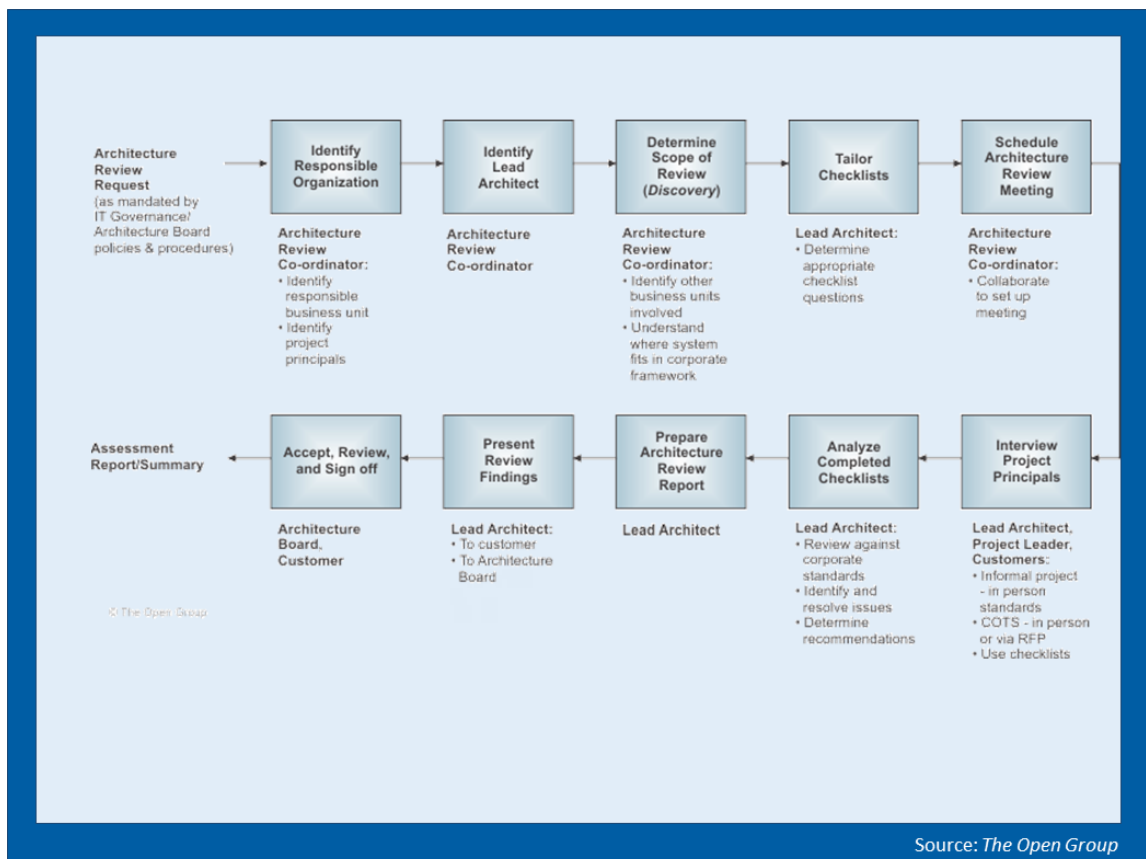 Architecture
Review
Request
(as mandated by
IT Governance/
Architecture Board
policies & procedures)
Identify
Responsible
Organization
Architecture
Review
Co-ordinator:
• Identify
responsible
business unit
• Identify
project
principals
Identify
Lead
Architect
Architecture
Review
Co-ordinator
Determine
Scope of
Review
(Discovery)
Architecture
Review
Co-ordinator:
• Identify other
business units
involved
• Understand
where system
fits in corporate
framework
Tailor
Checklists
Lead Architect:
• Determine
appropriate
checklist
questions
Schedule
Architecture
Review
Meeting
Architecture
Review
Co-ordinator:
• Collaborate
to set up
meeting
Interview
Project
Principals
Lead Architect,
Project Leader,
Customers:
• Informal project
- in person
standards
• COTS - in person
or via RFP
• Use checklists
Analyze
Completed
Checklists
Lead Architect:
• Review against
corporate
standards
• Identify and
resolve issues
• Determine
recommendations
Prepare
Architecture
Review
Report
Lead Architect
Present
Review
Findings
Lead Architect:
• To customer
• To Architecture
Board
Accept, Review,
and Sign off
Architecture
Board,
Customer
Assessment
Report/Summary
© The Open Group
Source: The Open Group